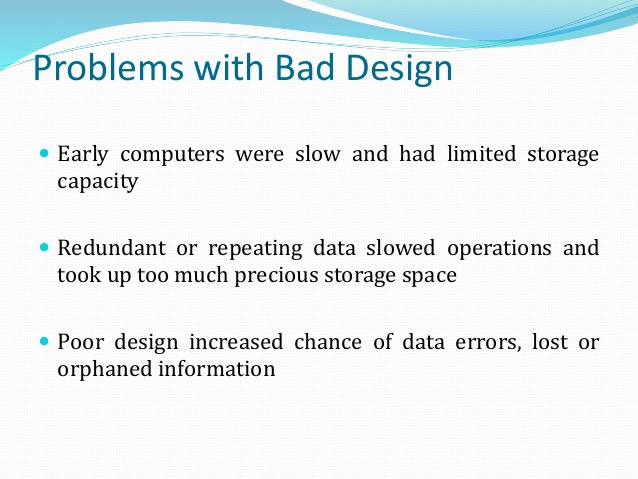 Problems with Bad Design
Early computers were slow and had limited storage
capacity
Redundant or repeating data slowed operations and
took up too much precious storage space
Poor design increased chance of data errors, lost or
orphaned information